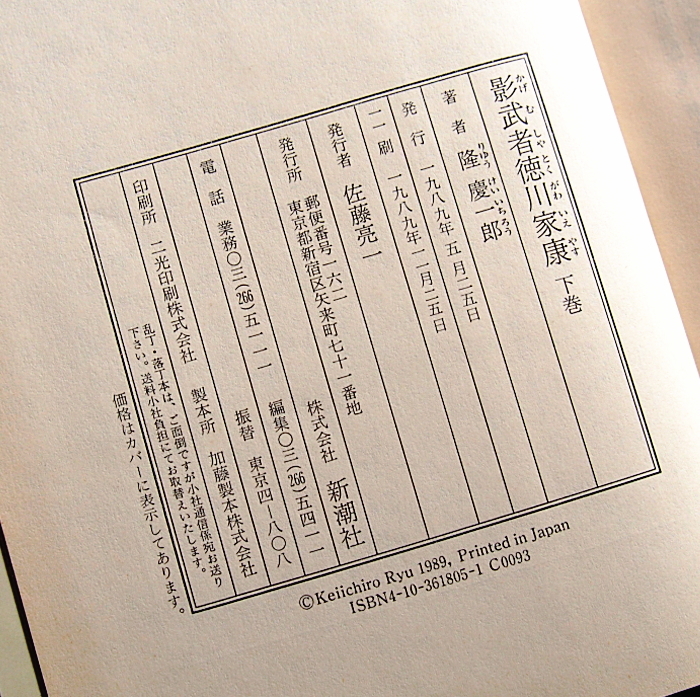 影武者徳川家康 下巻
かげ む しゃ とく がわ いえ やす
著者 隆 慶一郎
りゅう けいいちろう
発行 一九八九年五月二五日
一一刷 一九八九年一一月二五日
発行者 佐藤亮一
発行所 株式会社 新潮社
郵便番号一六二
東京都新宿区矢来町七十一番地
電話 業務〇三(266)五一一一
編集〇三(266)五四一一
振替 東京四—八〇八
印刷所 二光印刷株式会社
製本所 加藤製本株式会社
乱丁・落丁本は、ご面倒ですが小社通信係宛お送り
下さい。送料小社負担にてお取替えいたします。
価格はカバーに表示してあります。
©Keiichiro Ryu 1989, Printed in Japan
ISBN4-10-361805-1 C0093